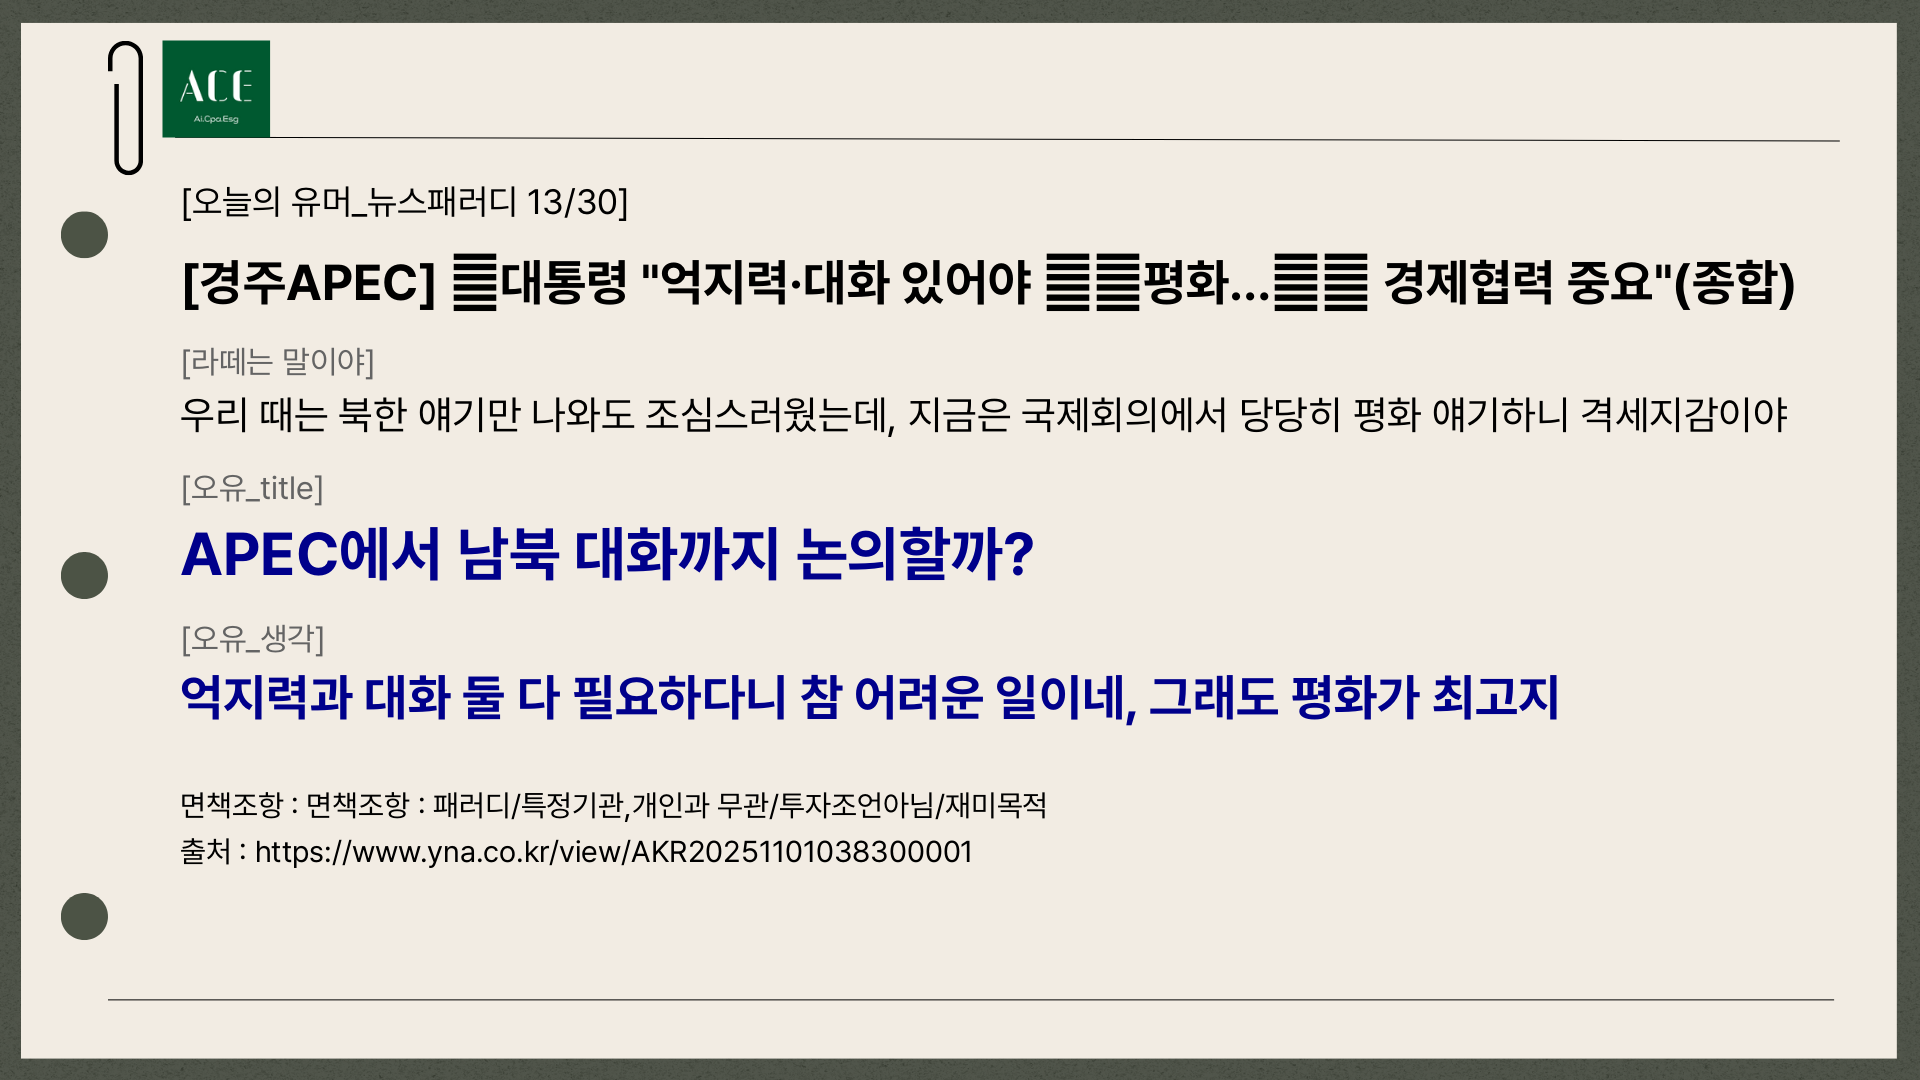 ACE
Ai.Cpa.Esg
[오늘의 유머_뉴스패러디 13/30]
[경주APEC] 대통령 "억지력·대화 있어야 평화... 경제협력 중요"(종합)
[라떼는 말이야]
우리 때는 북한 얘기만 나와도 조심스러웠는데, 지금은 국제회의에서 당당히 평화 얘기하니 격세지감이야
[오유_title]
APEC에서 남북 대화까지 논의할까?
[오유_생각]
억지력과 대화 둘 다 필요하다니 참 어려운 일이네, 그래도 평화가 최고지
면책조항 : 면책조항 : 패러디/특정기관,개인과 무관/투자조언아님/재미목적
출처 : https://www.yna.co.kr/view/AKR20251101038300001